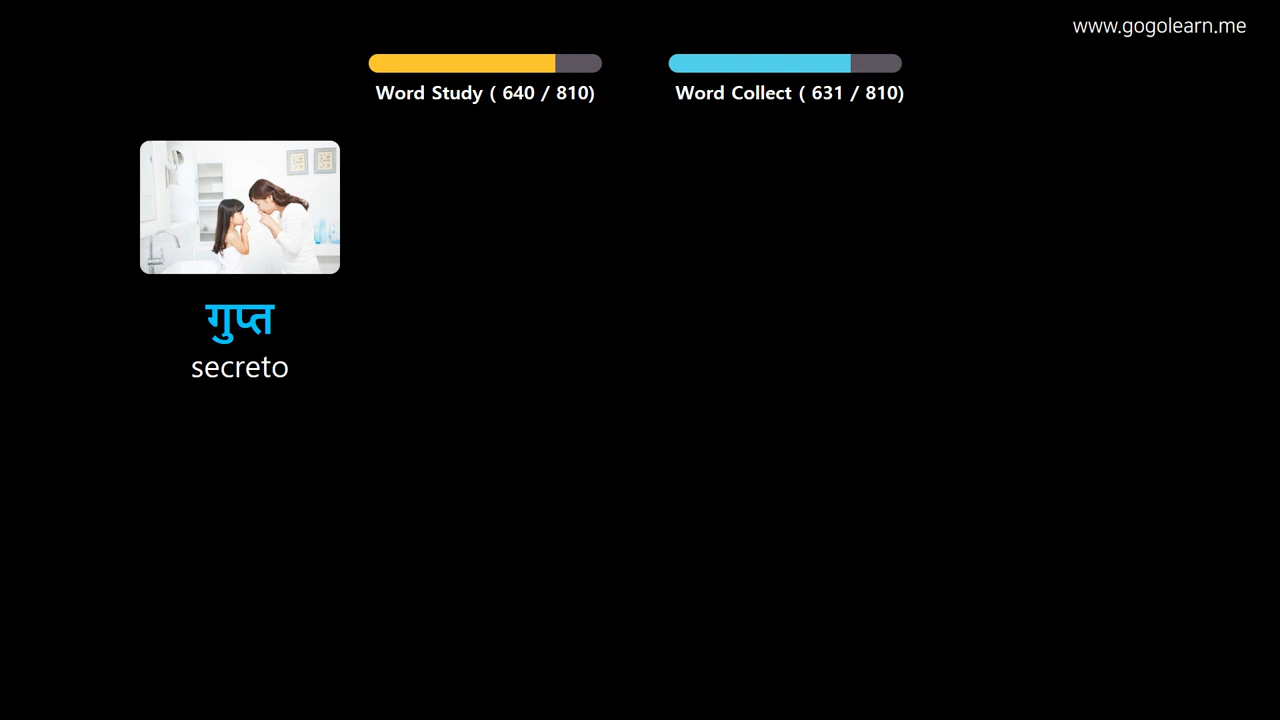 www.gogolearn.me
Word Study ( 640 / 810)
Word Collect ( 631 / 810)
गुप्त
secreto